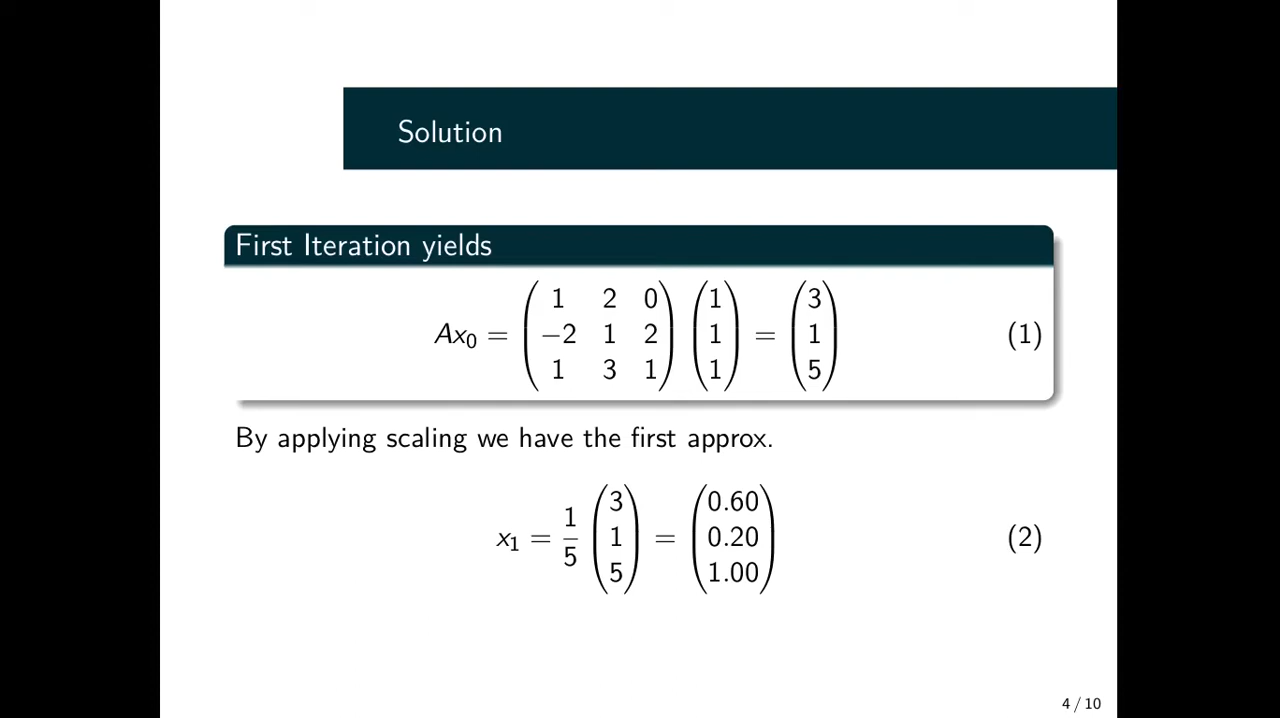 Solution
First Iteration yields
Ax₀ = ( 1 2 0 ; −2 1 2 ; 1 3 1 ) ( 1 ; 1 ; 1 ) = ( 3 ; 1 ; 5 ) (1)
By applying scaling we have the first approx.
x₁ = 1/5 ( 3 ; 1 ; 5 ) = ( 0.60 ; 0.20 ; 1.00 ) (2)
4 / 10